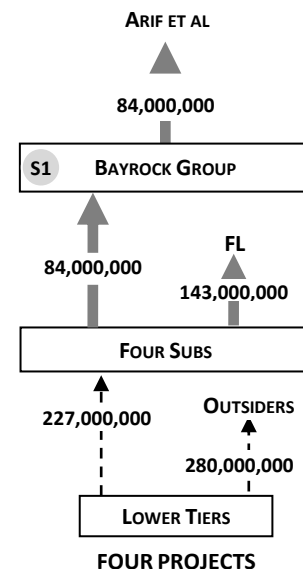 ARIF ET AL
84,000,000
S1 BAYROCK GROUP
FL
84,000,000
143,000,000
FOUR SUBS
OUTSIDERS
227,000,000
280,000,000
LOWER TIERS
FOUR PROJECTS